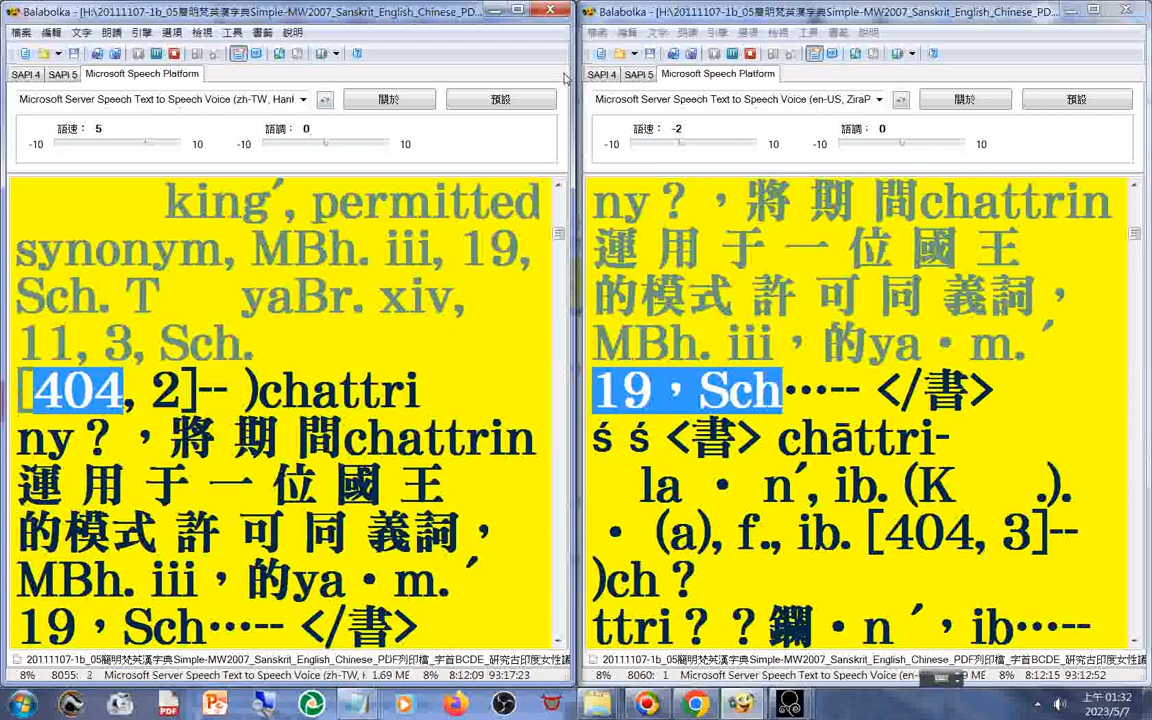 Balabolka - [H:\20111107-1b_05簡明梵英漢字典Simple-MW2007_Sanskrit_English_Chinese_PD...
檔案 編輯 文字 朗讀 引擎 選項 檢視 工具 書籤 說明
SAPI 4 SAPI 5 Microsoft Speech Platform
Microsoft Server Speech Text to Speech Voice (zh-TW, HanH
關於 預設
語速： 5 語調： 0
-10 10 -10 10
king´, permitted
synonym, MBh. iii, 19,
Sch. T yaBr. xiv,
11, 3, Sch.
[404, 2]-- )chattri
ny？，將 期 間chattrin
運 用 于 一 位 國 王
的模式 許 可 同 義詞，
MBh. iii，的ya・m.´
19，Sch…-- </書>
20111107-1b_05簡明梵英漢字典Simple-MW2007_Sanskrit_English_Chinese_PDF列印檔_字首BCDE_研究古印度女性議
8% 8055: 2 Microsoft Server Speech Text to Speech Voice (zh-TW, H 1.69 ME 8% 8:12:09 93:17:23
Balabolka - [H:\20111107-1b_05簡明梵英漢字典Simple-MW2007_Sanskrit_English_Chinese_PD...
檔案 編輯 文字 朗讀 引擎 選項 檢視 工具 書籤 說明
SAPI 4 SAPI 5 Microsoft Speech Platform
Microsoft Server Speech Text to Speech Voice (en-US, ZiraP
關於 預設
語速： -2 語調： 0
-10 10 -10 10
ny？，將 期 間chattrin
運 用 于 一 位 國 王
的模式 許 可 同 義詞，
MBh. iii，的ya・m.´
19，Sch…-- </書>
ś ś <書> chāttri-
la ・ n´, ib. (K .).
・ (a), f., ib. [404, 3]--
)ch？
ttri？？鑭・n´，ib…--
20111107-1b_05簡明梵英漢字典Simple-MW2007_Sanskrit_English_Chinese_PDF列印檔_字首BCDE_研究古印度女性議
8% 8060: 1 Microsoft Server Speech Text to Speech Voice (en-US ME 8% 8:12:15 93:12:52
上午 01:32
2023/5/7